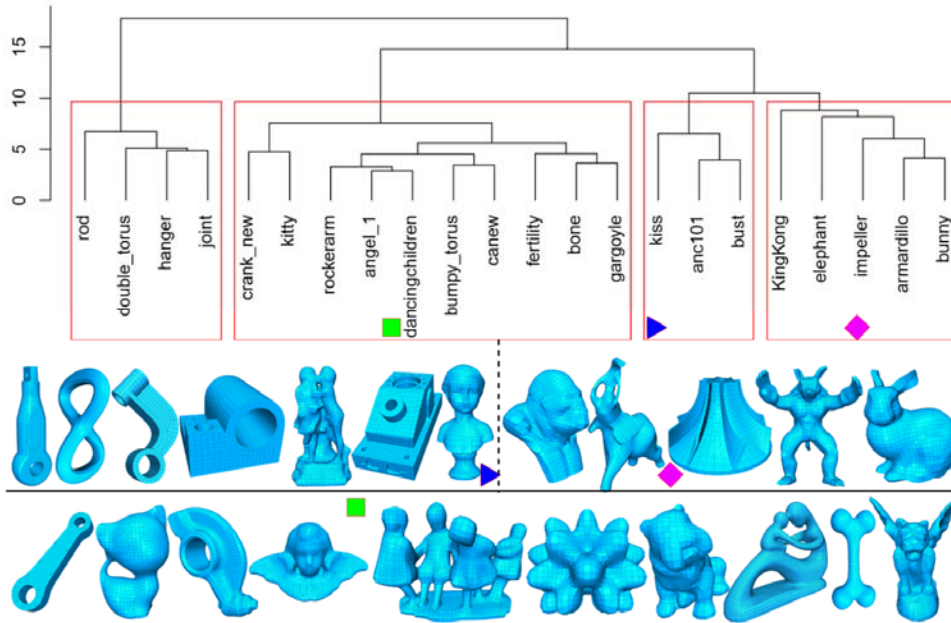 15
10
5
0
rod
double_torus
hanger
joint
crank_new
kitty
rockerarm
angel_1
dancingchildren
bumpy_torus
canew
fertility
bone
gargoyle
kiss
anc101
bust
KingKong
elephant
impeller
armardillo
bunny